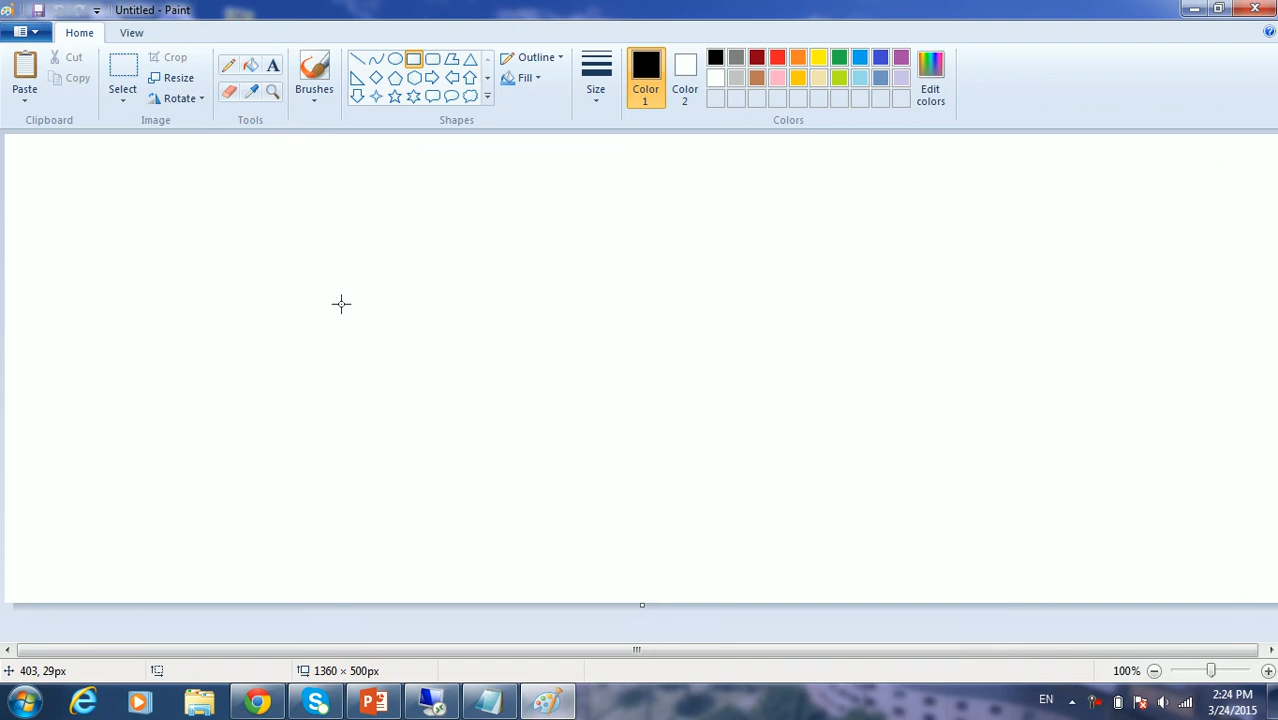 Untitled - Paint
Home View
Paste
Cut
Copy
Clipboard
Select
Crop
Resize
Rotate
Image
A
Tools
Brushes
Shapes
Outline
Fill
Size
Color 1
Color 2
Edit colors
Colors
403, 29px
1360 × 500px
100%
EN
2:24 PM
3/24/2015